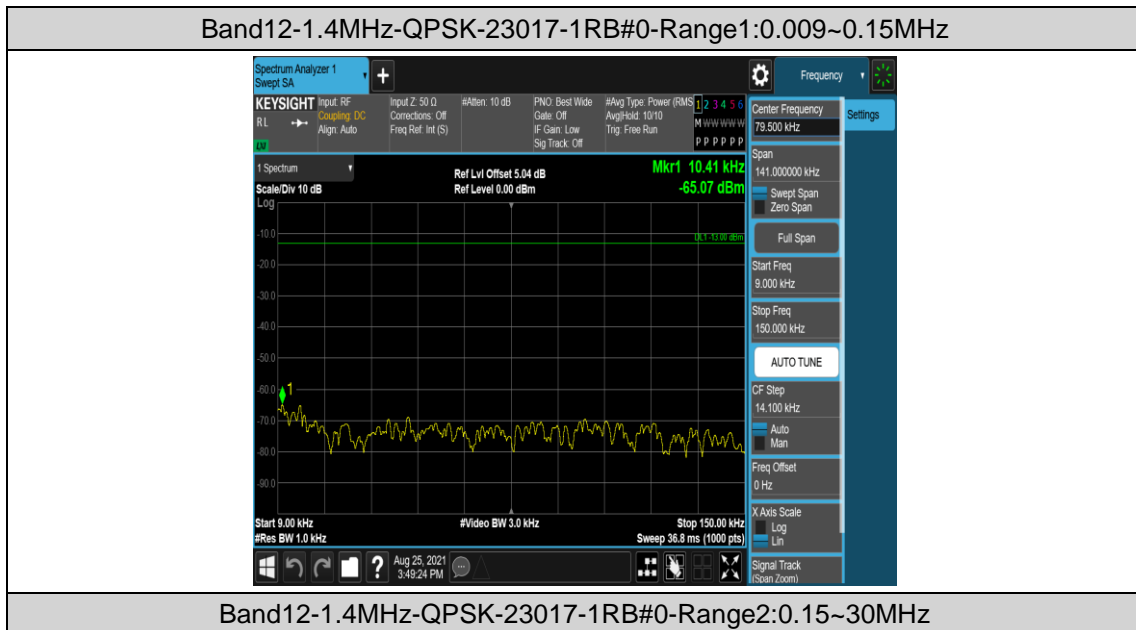 Band12-1.4MHz-QPSK-23017-1RB#0-Range1:0.009~0.15MHz
Spectrum Analyzer 1
Swept SA
Frequency
KEYSIGHT
RL
LXI
Input: RF
Coupling: DC
Align: Auto
Input Z: 50 Ω
Corrections: Off
Freq Ref: Int (S)
#Atten: 10 dB
PNO: Best Wide
Gate: Off
IF Gain: Low
Sig Track: Off
#Avg Type: Power (RMS
Avg|Hold: 10/10
Trig: Free Run
1 2 3 4 5 6
M W W W W W
P P P P P P
Center Frequency
79.500 kHz
Settings
1 Spectrum
Scale/Div 10 dB
Log
Ref Lvl Offset 5.04 dB
Ref Level 0.00 dBm
Mkr1 10.41 kHz
-65.07 dBm
Span
141.000000 kHz
Swept Span
Zero Span
Full Span
DL1 -13.00 dBm
-10.0
-20.0
-30.0
-40.0
-50.0
-60.0
-70.0
-80.0
-90.0
1
Start Freq
9.000 kHz
Stop Freq
150.000 kHz
AUTO TUNE
CF Step
14.100 kHz
Auto
Man
Freq Offset
0 Hz
X Axis Scale
Log
Lin
Signal Track
(Span Zoom)
Start 9.00 kHz
#Res BW 1.0 kHz
#Video BW 3.0 kHz
Stop 150.00 kHz
Sweep 36.8 ms (1000 pts)
Aug 25, 2021
3:49:24 PM
Band12-1.4MHz-QPSK-23017-1RB#0-Range2:0.15~30MHz